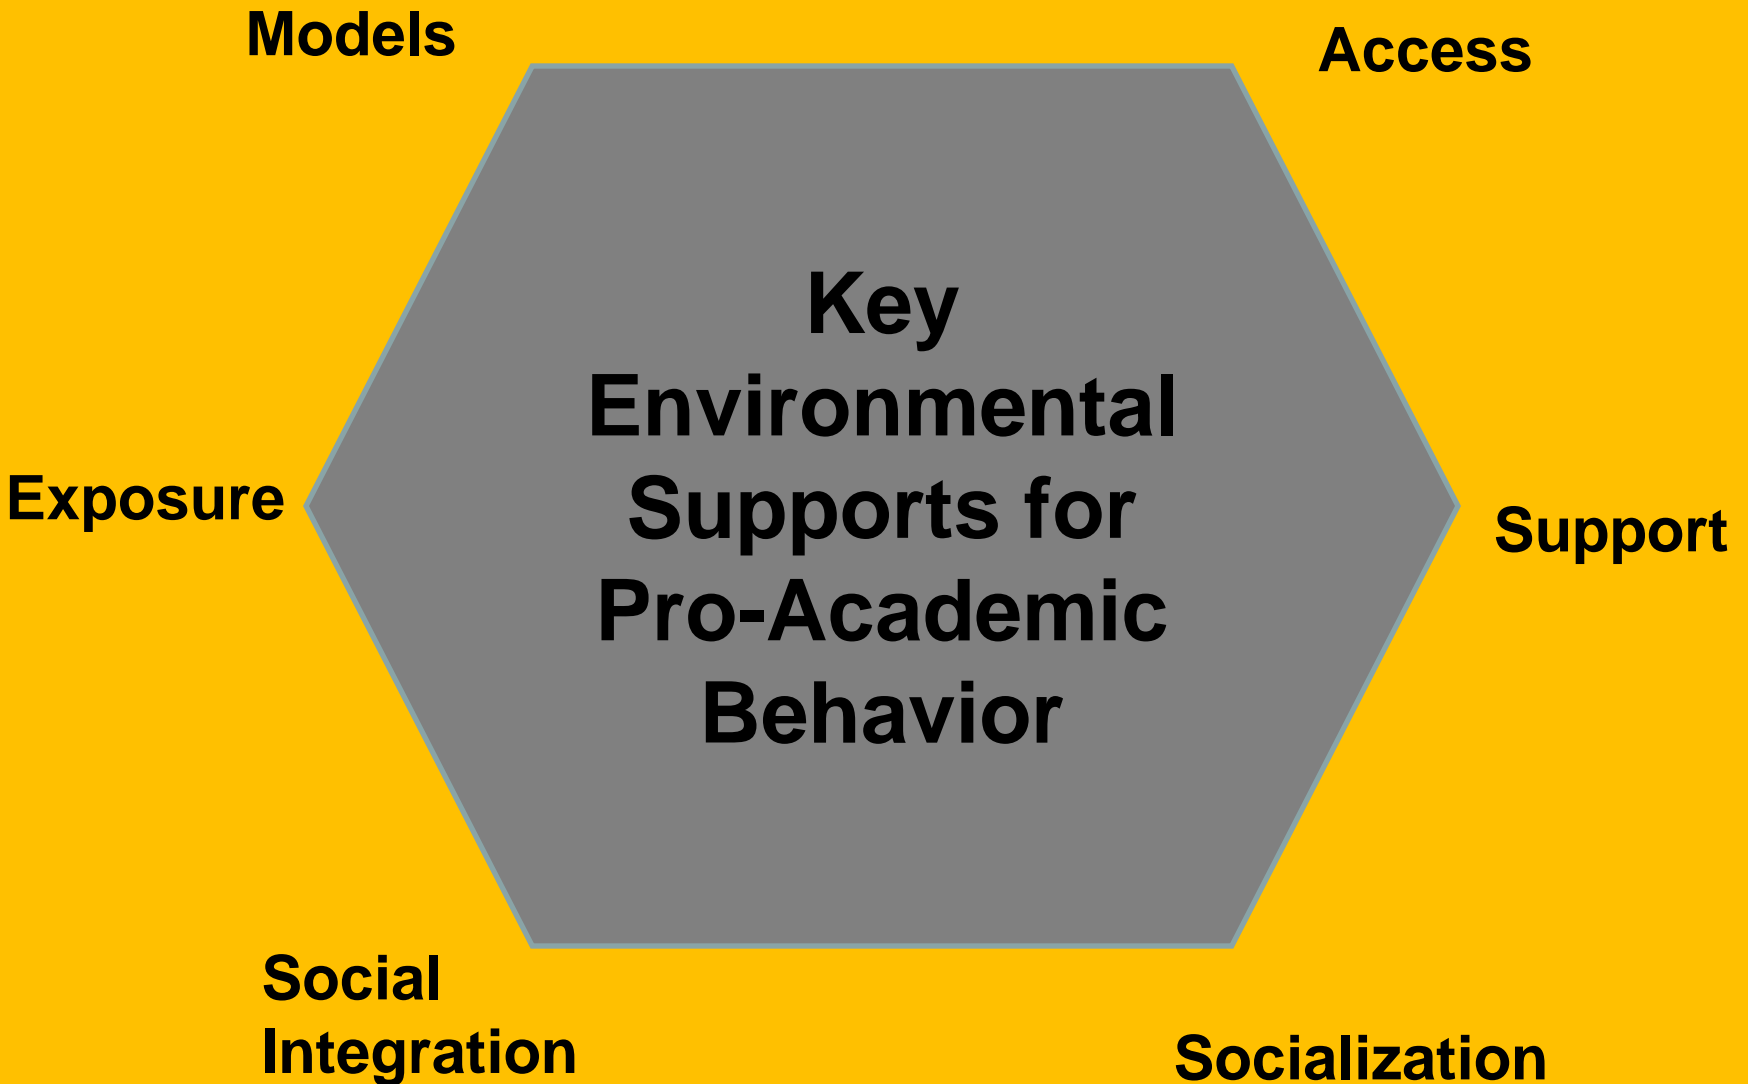 Models
Access
Key
Environmental
Supports for
Pro-Academic
Behavior
Exposure
Support
Social
Integration
Socialization